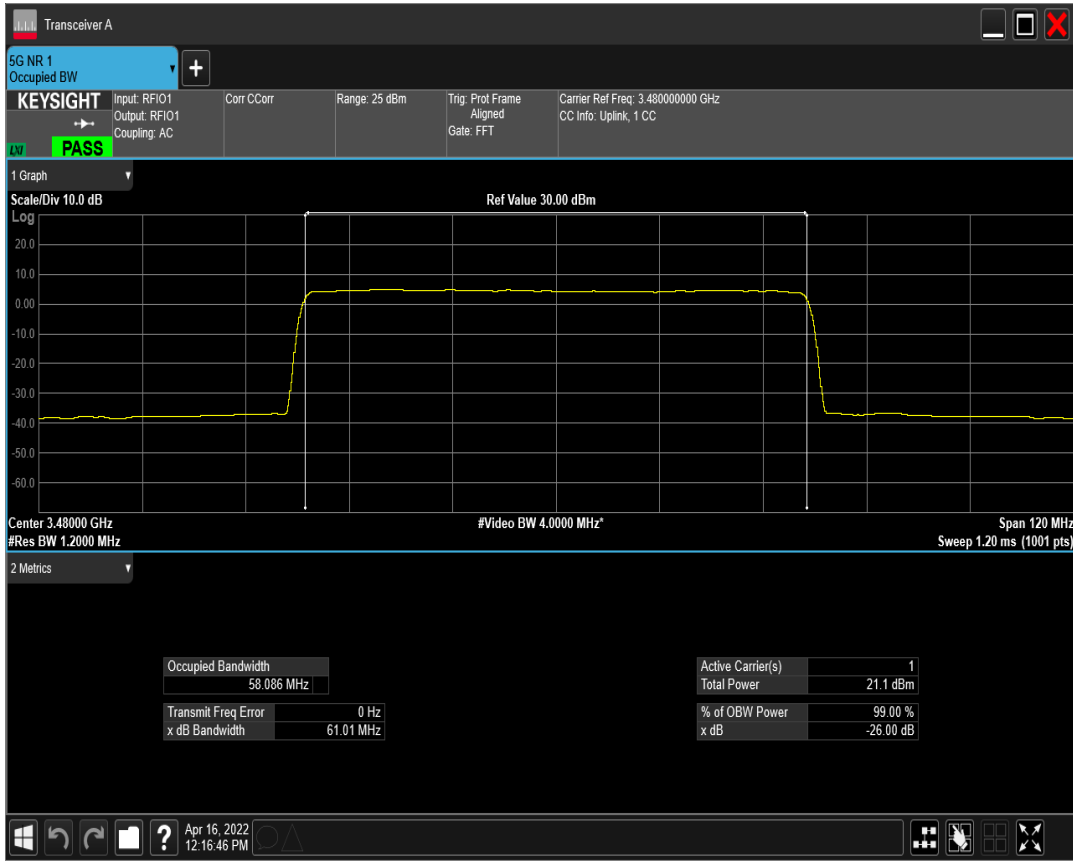 Transceiver A
5G NR 1
Occupied BW
KEYSIGHT
LXI
PASS
Input: RFIO1
Output: RFIO1
Coupling: AC
Corr CCorr
Range: 25 dBm
Trig: Prot Frame
Aligned
Gate: FFT
Carrier Ref Freq: 3.480000000 GHz
CC Info: Uplink, 1 CC
1 Graph
Scale/Div 10.0 dB
Ref Value 30.00 dBm
Log
20.0
10.0
0.00
-10.0
-20.0
-30.0
-40.0
-50.0
-60.0
Center 3.48000 GHz
#Video BW 4.0000 MHz*
Span 120 MHz
#Res BW 1.2000 MHz
Sweep 1.20 ms (1001 pts)
2 Metrics
Occupied Bandwidth
58.086 MHz
Transmit Freq Error 0 Hz
x dB Bandwidth 61.01 MHz
Active Carrier(s) 1
Total Power 21.1 dBm
% of OBW Power 99.00 %
x dB -26.00 dB
?
Apr 16, 2022
12:16:46 PM